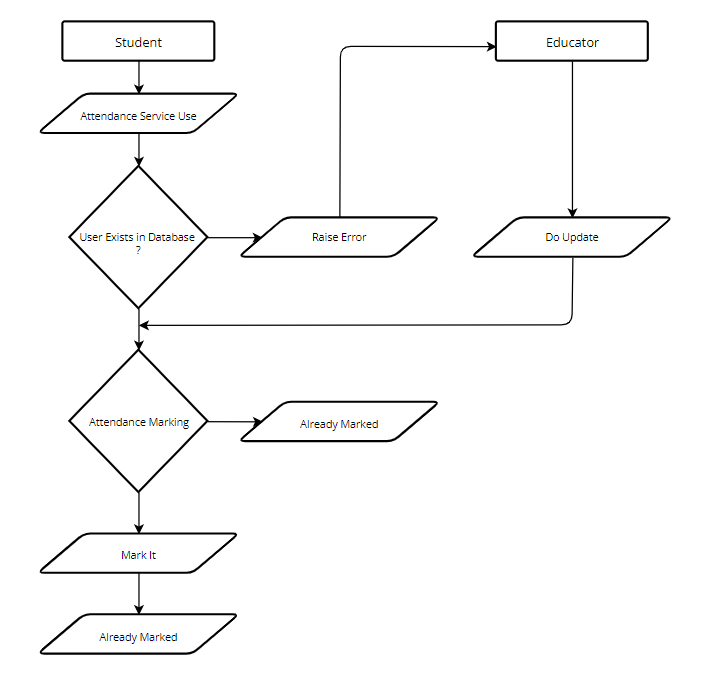 Student
Educator
Attendance Service Use
User Exists in Database
?
Raise Error
Do Update
Attendance Marking
Already Marked
Mark It
Already Marked